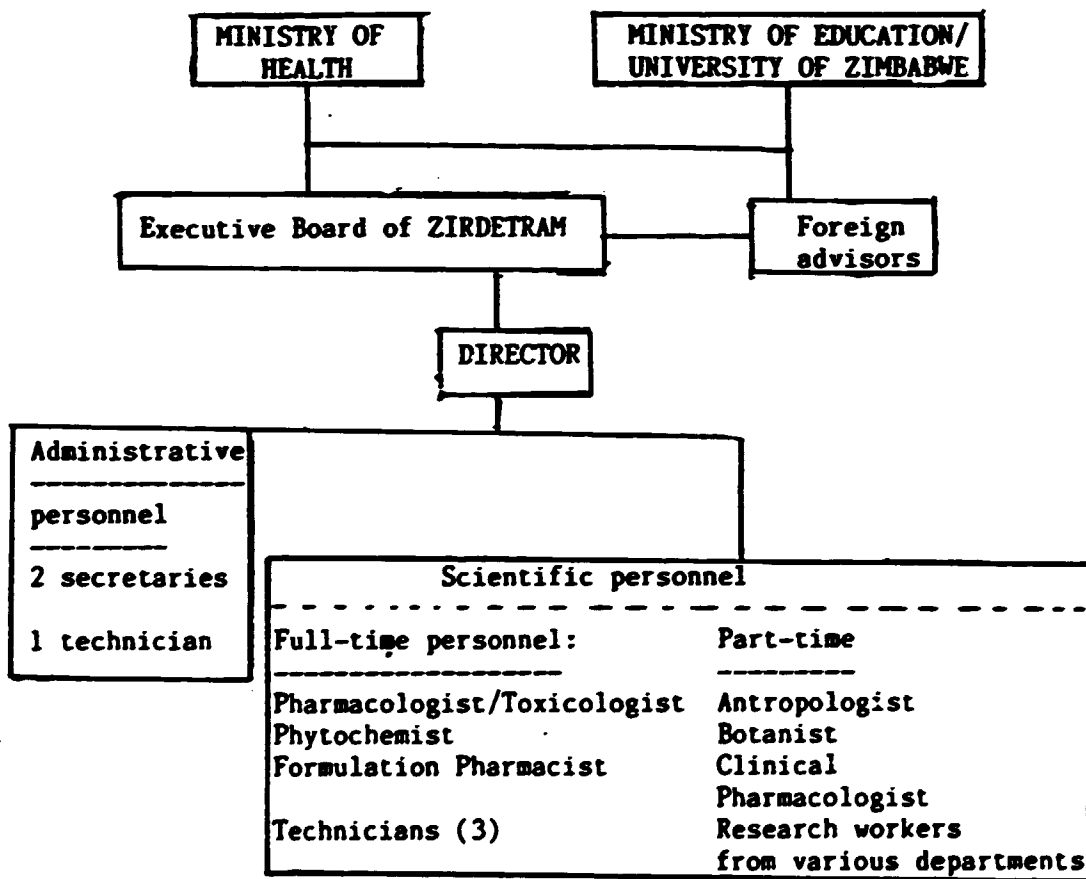 MINISTRY OF
HEALTH
MINISTRY OF EDUCATION/
UNIVERSITY OF ZIMBABWE
Executive Board of ZIRDETRAM
Foreign
advisors
DIRECTOR
Administrative
personnel
2 secretaries
1 technician
Scientific personnel
Full-time personnel:
Pharmacologist/Toxicologist
Phytochemist
Formulation Pharmacist
Technicians (3)
Part-time
Antropologist
Botanist
Clinical
Pharmacologist
Research workers
from various departments